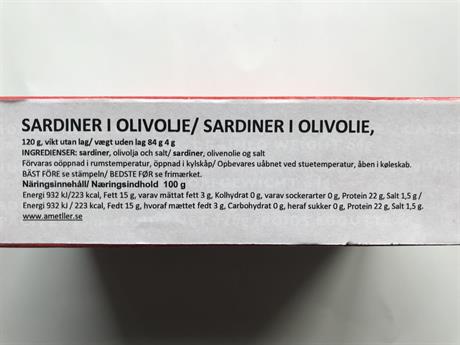 SARDINER I OLIVOLJE/ SARDINER I OLIVOLIE,
120 g, vikt utan lag/ vægt uden lag 84 g 4 g
INGREDIENSER: sardiner, olivolja och salt/ sardiner, olivenolie og salt
Förvaras oöppnad i rumstemperatur, öppnad i kylskåp/ Opbevares uåbnet ved stuetemperatur, åben i køleskab.
BÄST FÖRE se stämpeln/ BEDSTE FØR se frimærket.
Näringsinnehåll/ Næringsindhold 100 g
Energi 932 kJ /223 kcal, Fett 15 g, varav mättat fett 3 g, Kolhydrat 0 g, varav sockerarter 0 g, Protein 22 g, Salt 1,5 g /
Energi 932 kJ / 223 kcal, Fedt 15 g, hvoraf mættet fedt 3 g, Carbohydrat 0 g, heraf sukker 0 g, Protein 22 g, Salt 1,5 g.
www.ametller.se